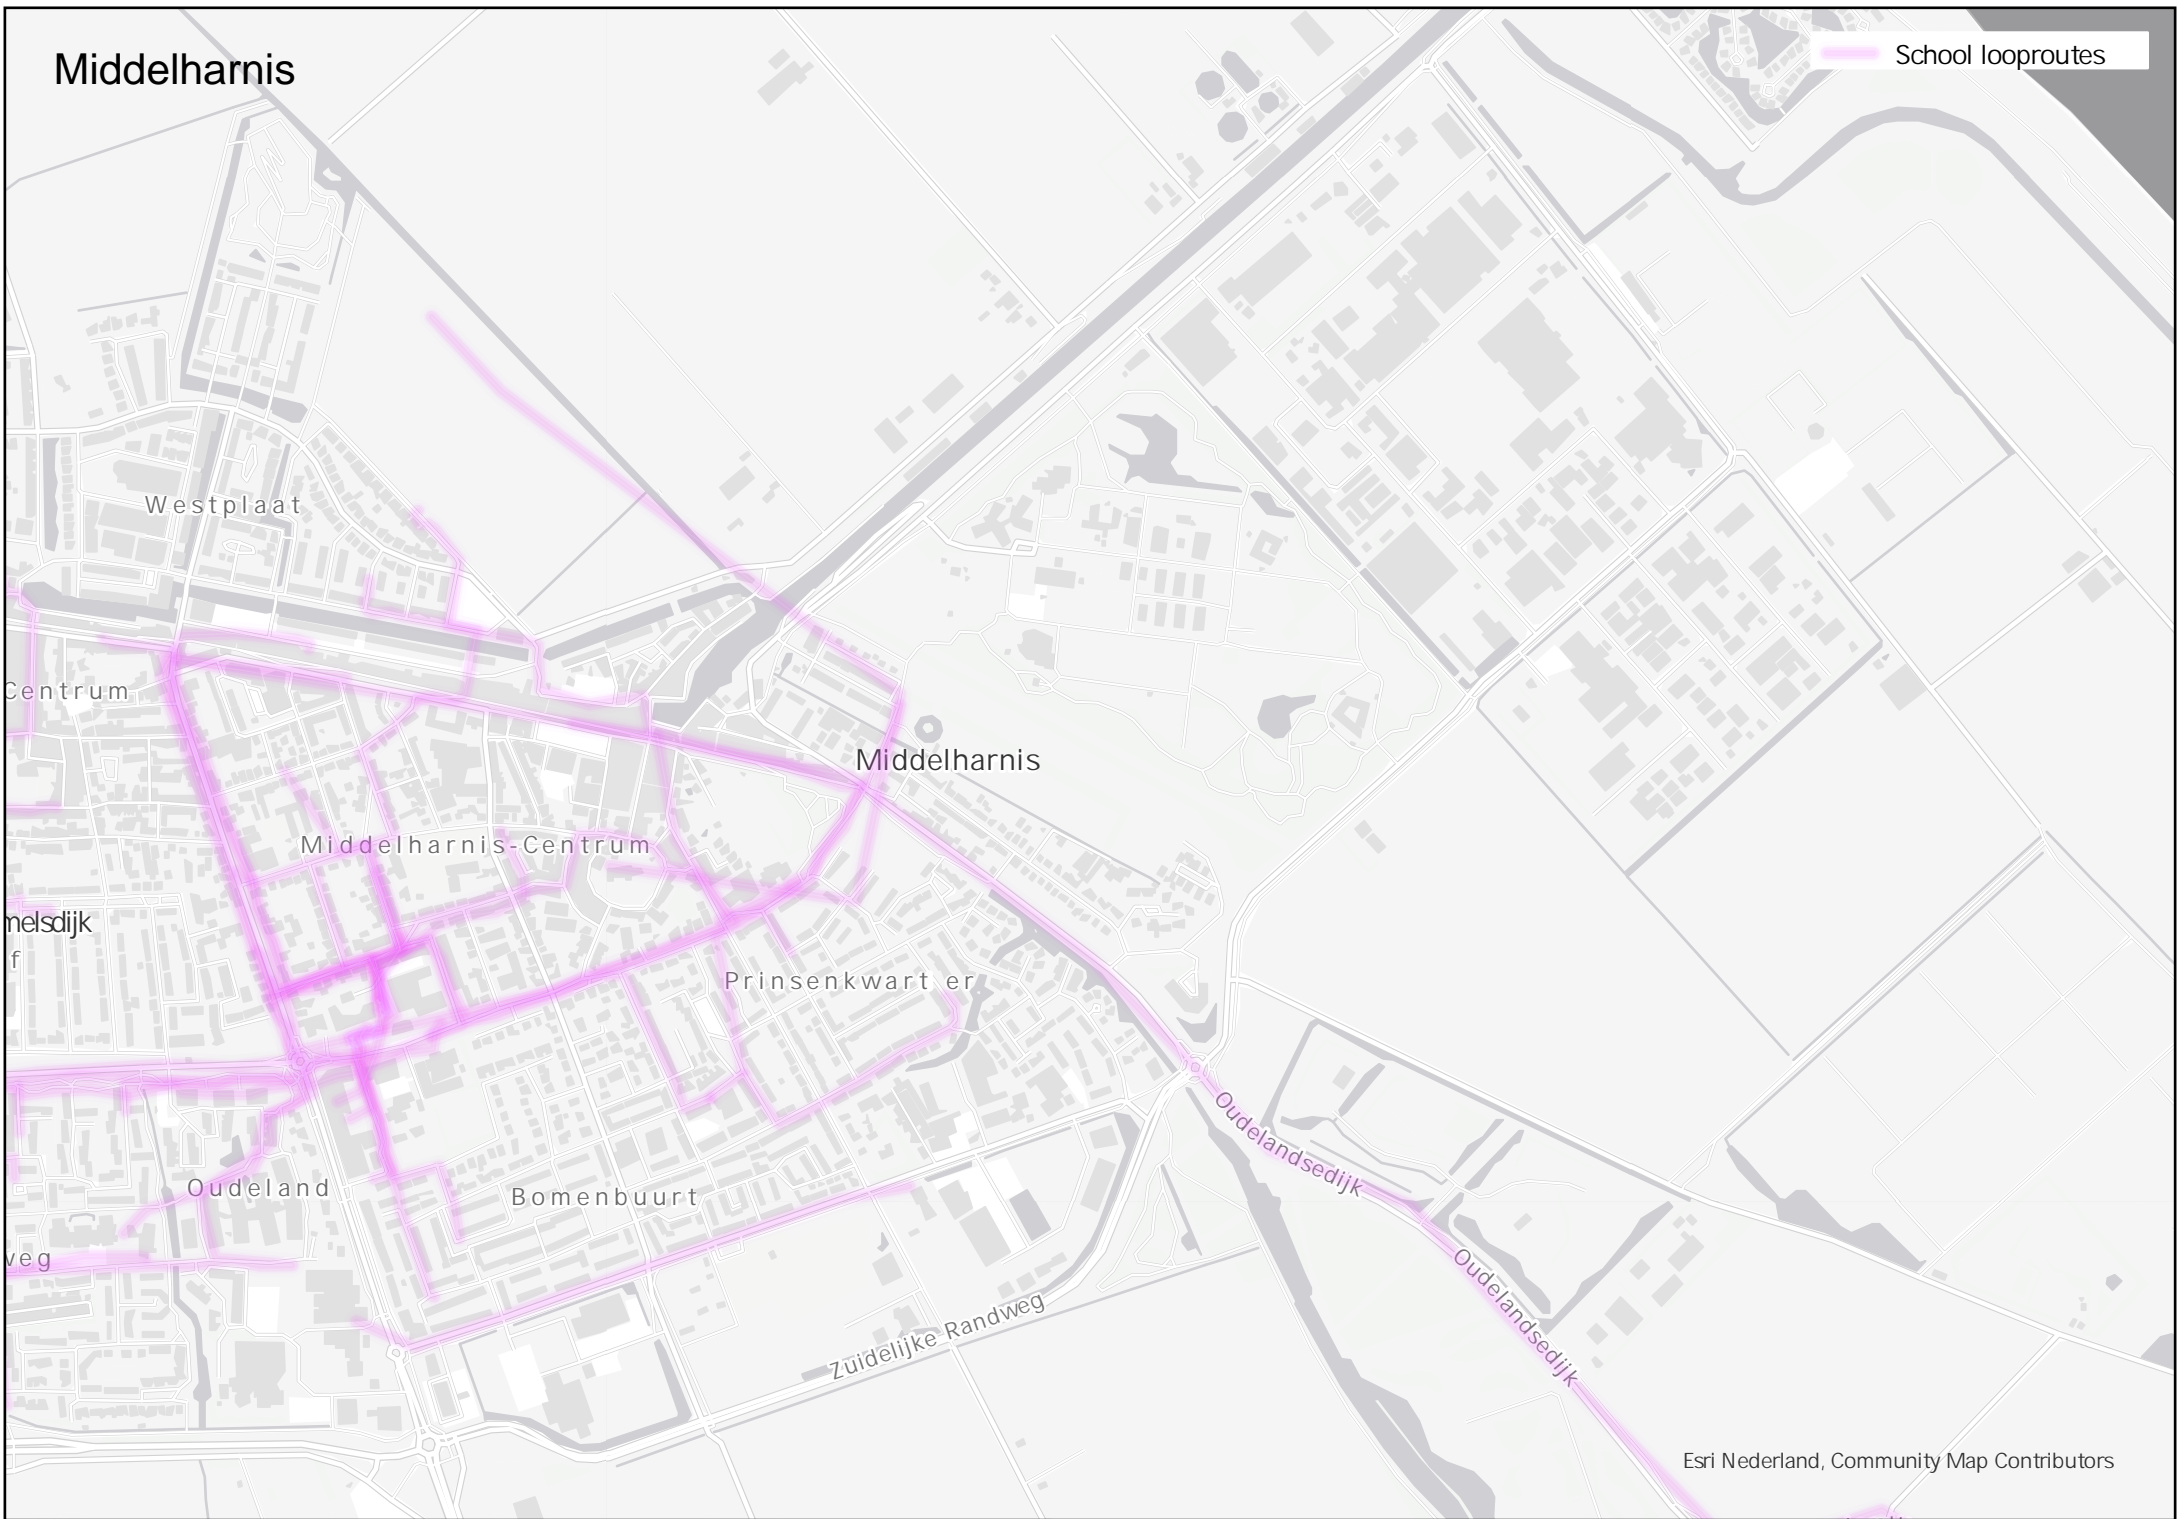 Middelharnis
School looproutes
Westplaat
Centrum
Middelharnis
Middelharnis-Centrum
melsdijk
f
Prinsenkwart er
Oudelandsedijk
Oudeland
Bomenbuurt
weg
Oudelandsedijk
Zuidelijke Randweg
Esri Nederland, Community Map Contributors